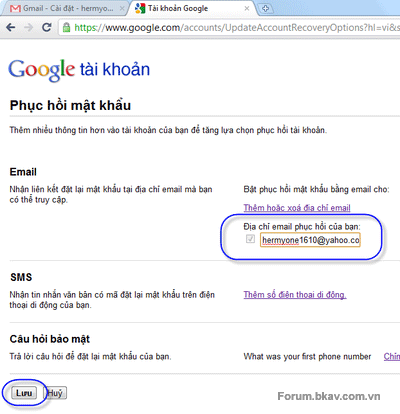 Gmail - Cài đặt - hermyo...
Tài khoản Google
https://www.google.com/accounts/UpdateAccountRecoveryOptions?hl=vi&s
Google tài khoản
Phục hồi mật khẩu
Thêm nhiều thông tin hơn vào tài khoản của bạn để tăng lựa chọn phục hồi tài khoản.
Email
Nhận liên kết đặt lại mật khẩu tại địa chỉ email mà bạn
có thể truy cập.
Bật phục hồi mật khẩu bằng email cho:
Thêm hoặc xoá địa chỉ email
Địa chỉ email phục hồi của bạn:
hermyone1610@yahoo.co
SMS
Nhận tin nhắn văn bản có mã đặt lại mật khẩu trên điện
thoại di động của bạn.
Thêm số điện thoại di động.
Câu hỏi bảo mật
Trả lời câu hỏi để đặt lại mật khẩu của bạn.
What was your first phone number
Chỉn
Lưu
Huỷ
Forum.bkav.com.vn